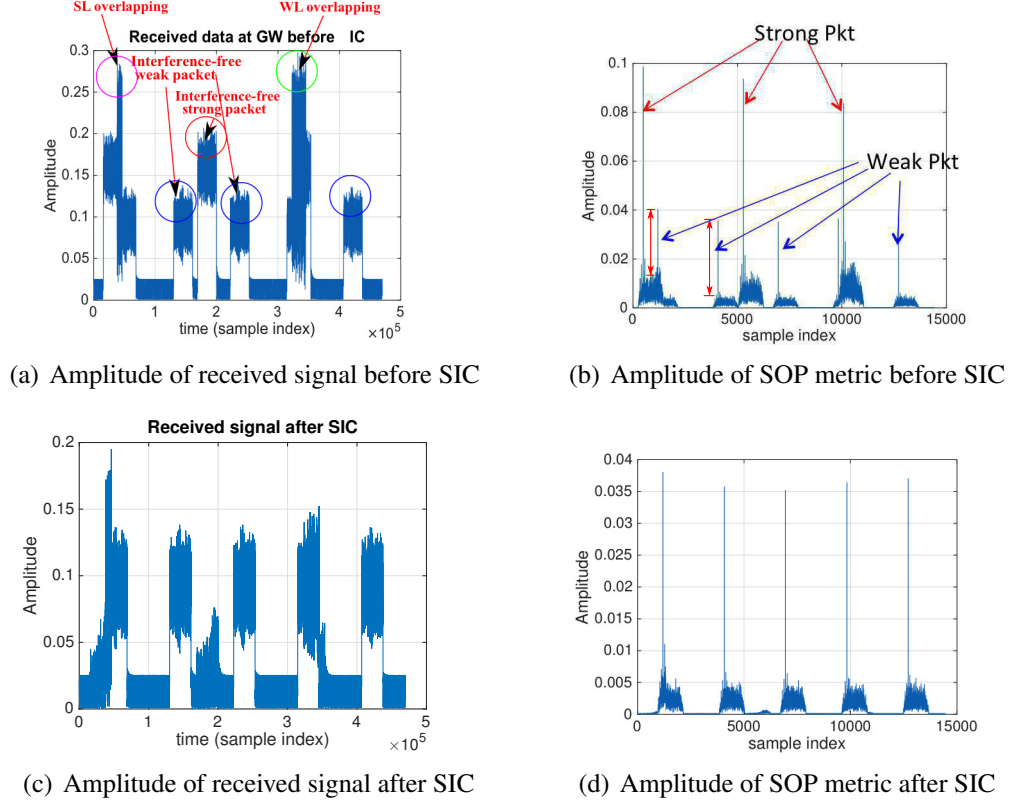 SL overlapping
WL overlapping
Received data at GW before IC
Interference-free
weak packet
Interference-free
strong packet
0.3
0.25
0.2
0.15
0.1
0.05
0
Amplitude
0 1 2 3 4 5
time (sample index)
×10^5
(a) Amplitude of received signal before SIC
Strong Pkt
Weak Pkt
0.1
0.08
0.06
0.04
0.02
0
Amplitude
0 5000 10000 15000
sample index
(b) Amplitude of SOP metric before SIC
Received signal after SIC
0.2
0.15
0.1
0.05
0
Amplitude
0 1 2 3 4 5
time (sample index)
×10^5
(c) Amplitude of received signal after SIC
0.04
0.035
0.03
0.025
0.02
0.015
0.01
0.005
0
Amplitude
0 5000 10000 15000
sample index
(d) Amplitude of SOP metric after SIC